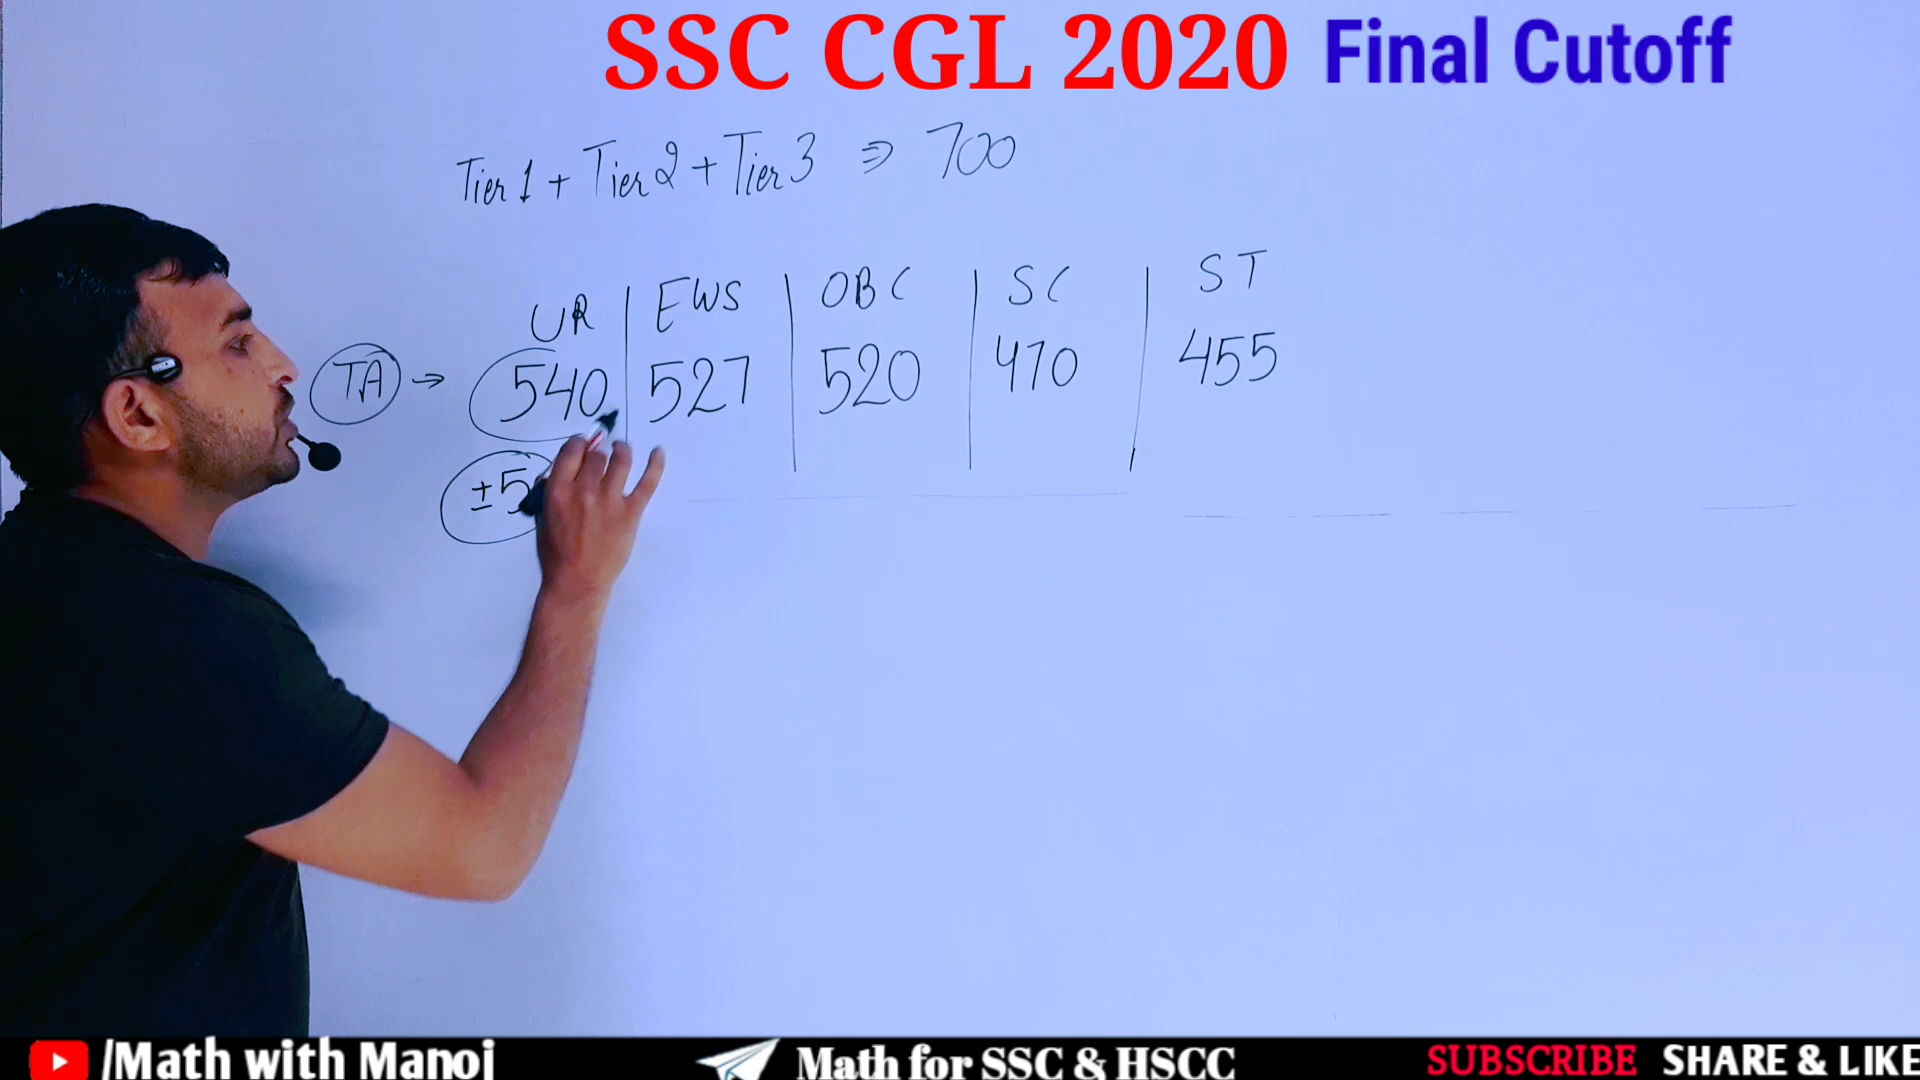 SSC CGL 2020 Final Cutoff
Tier 1 + Tier 2 + Tier 3 ⇒ 700
UR EWS OBC SC ST
TA → 540 527 520 470 455
±5
/Math with Manoj Math for SSC & HSCC SUBSCRIBE SHARE & LIKE